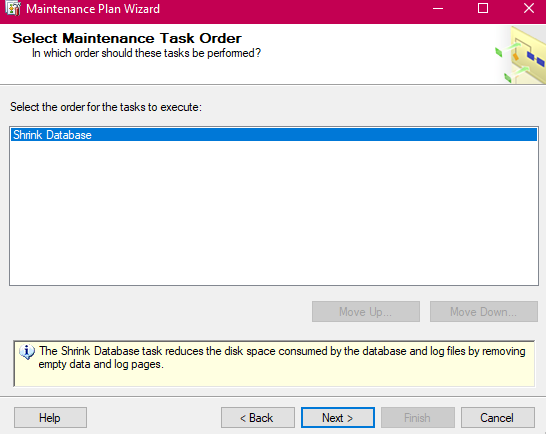 Maintenance Plan Wizard
Select Maintenance Task Order
In which order should these tasks be performed?
Select the order for the tasks to execute:
Shrink Database
Move Up...
Move Down...
The Shrink Database task reduces the disk space consumed by the database and log files by removing
empty data and log pages.
Help
< Back
Next >
Finish
Cancel